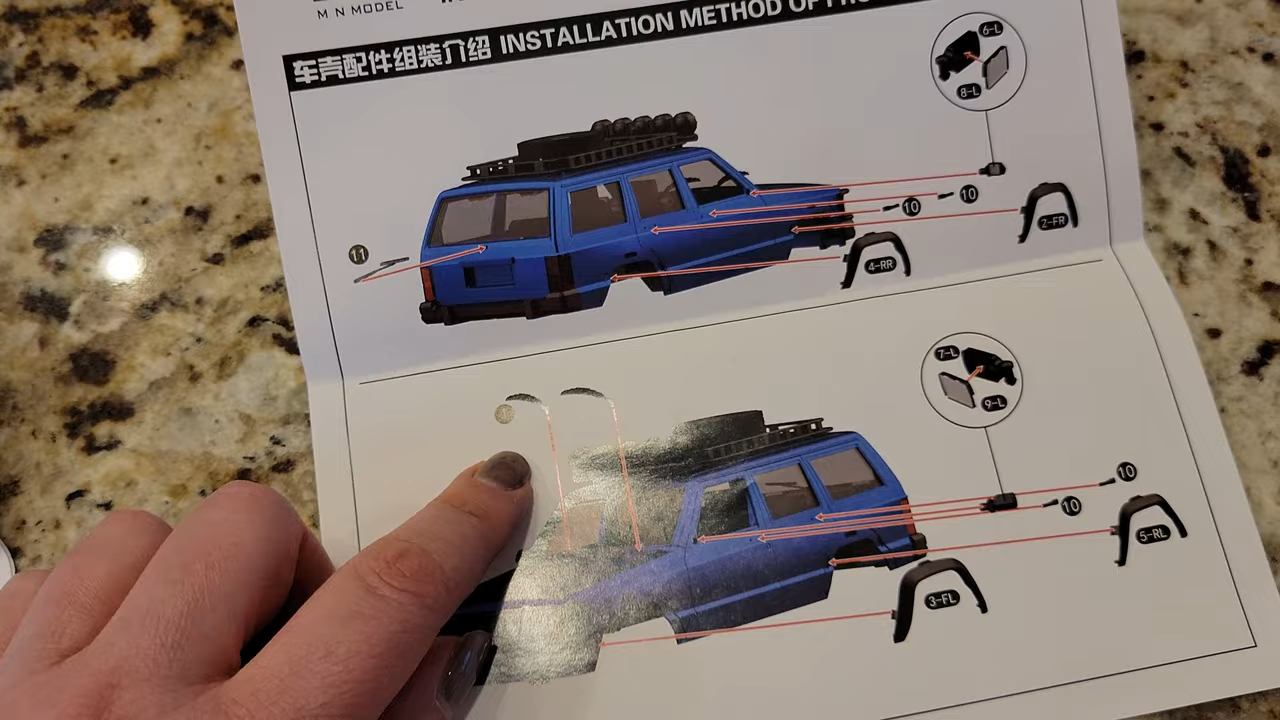 MN MODEL
车壳配件组装介绍 INSTALLATION METHOD OF
6-L
8-L
10
10
2-FR
11
4-RR
7-L
9-L
10
10
5-RL
3-FL